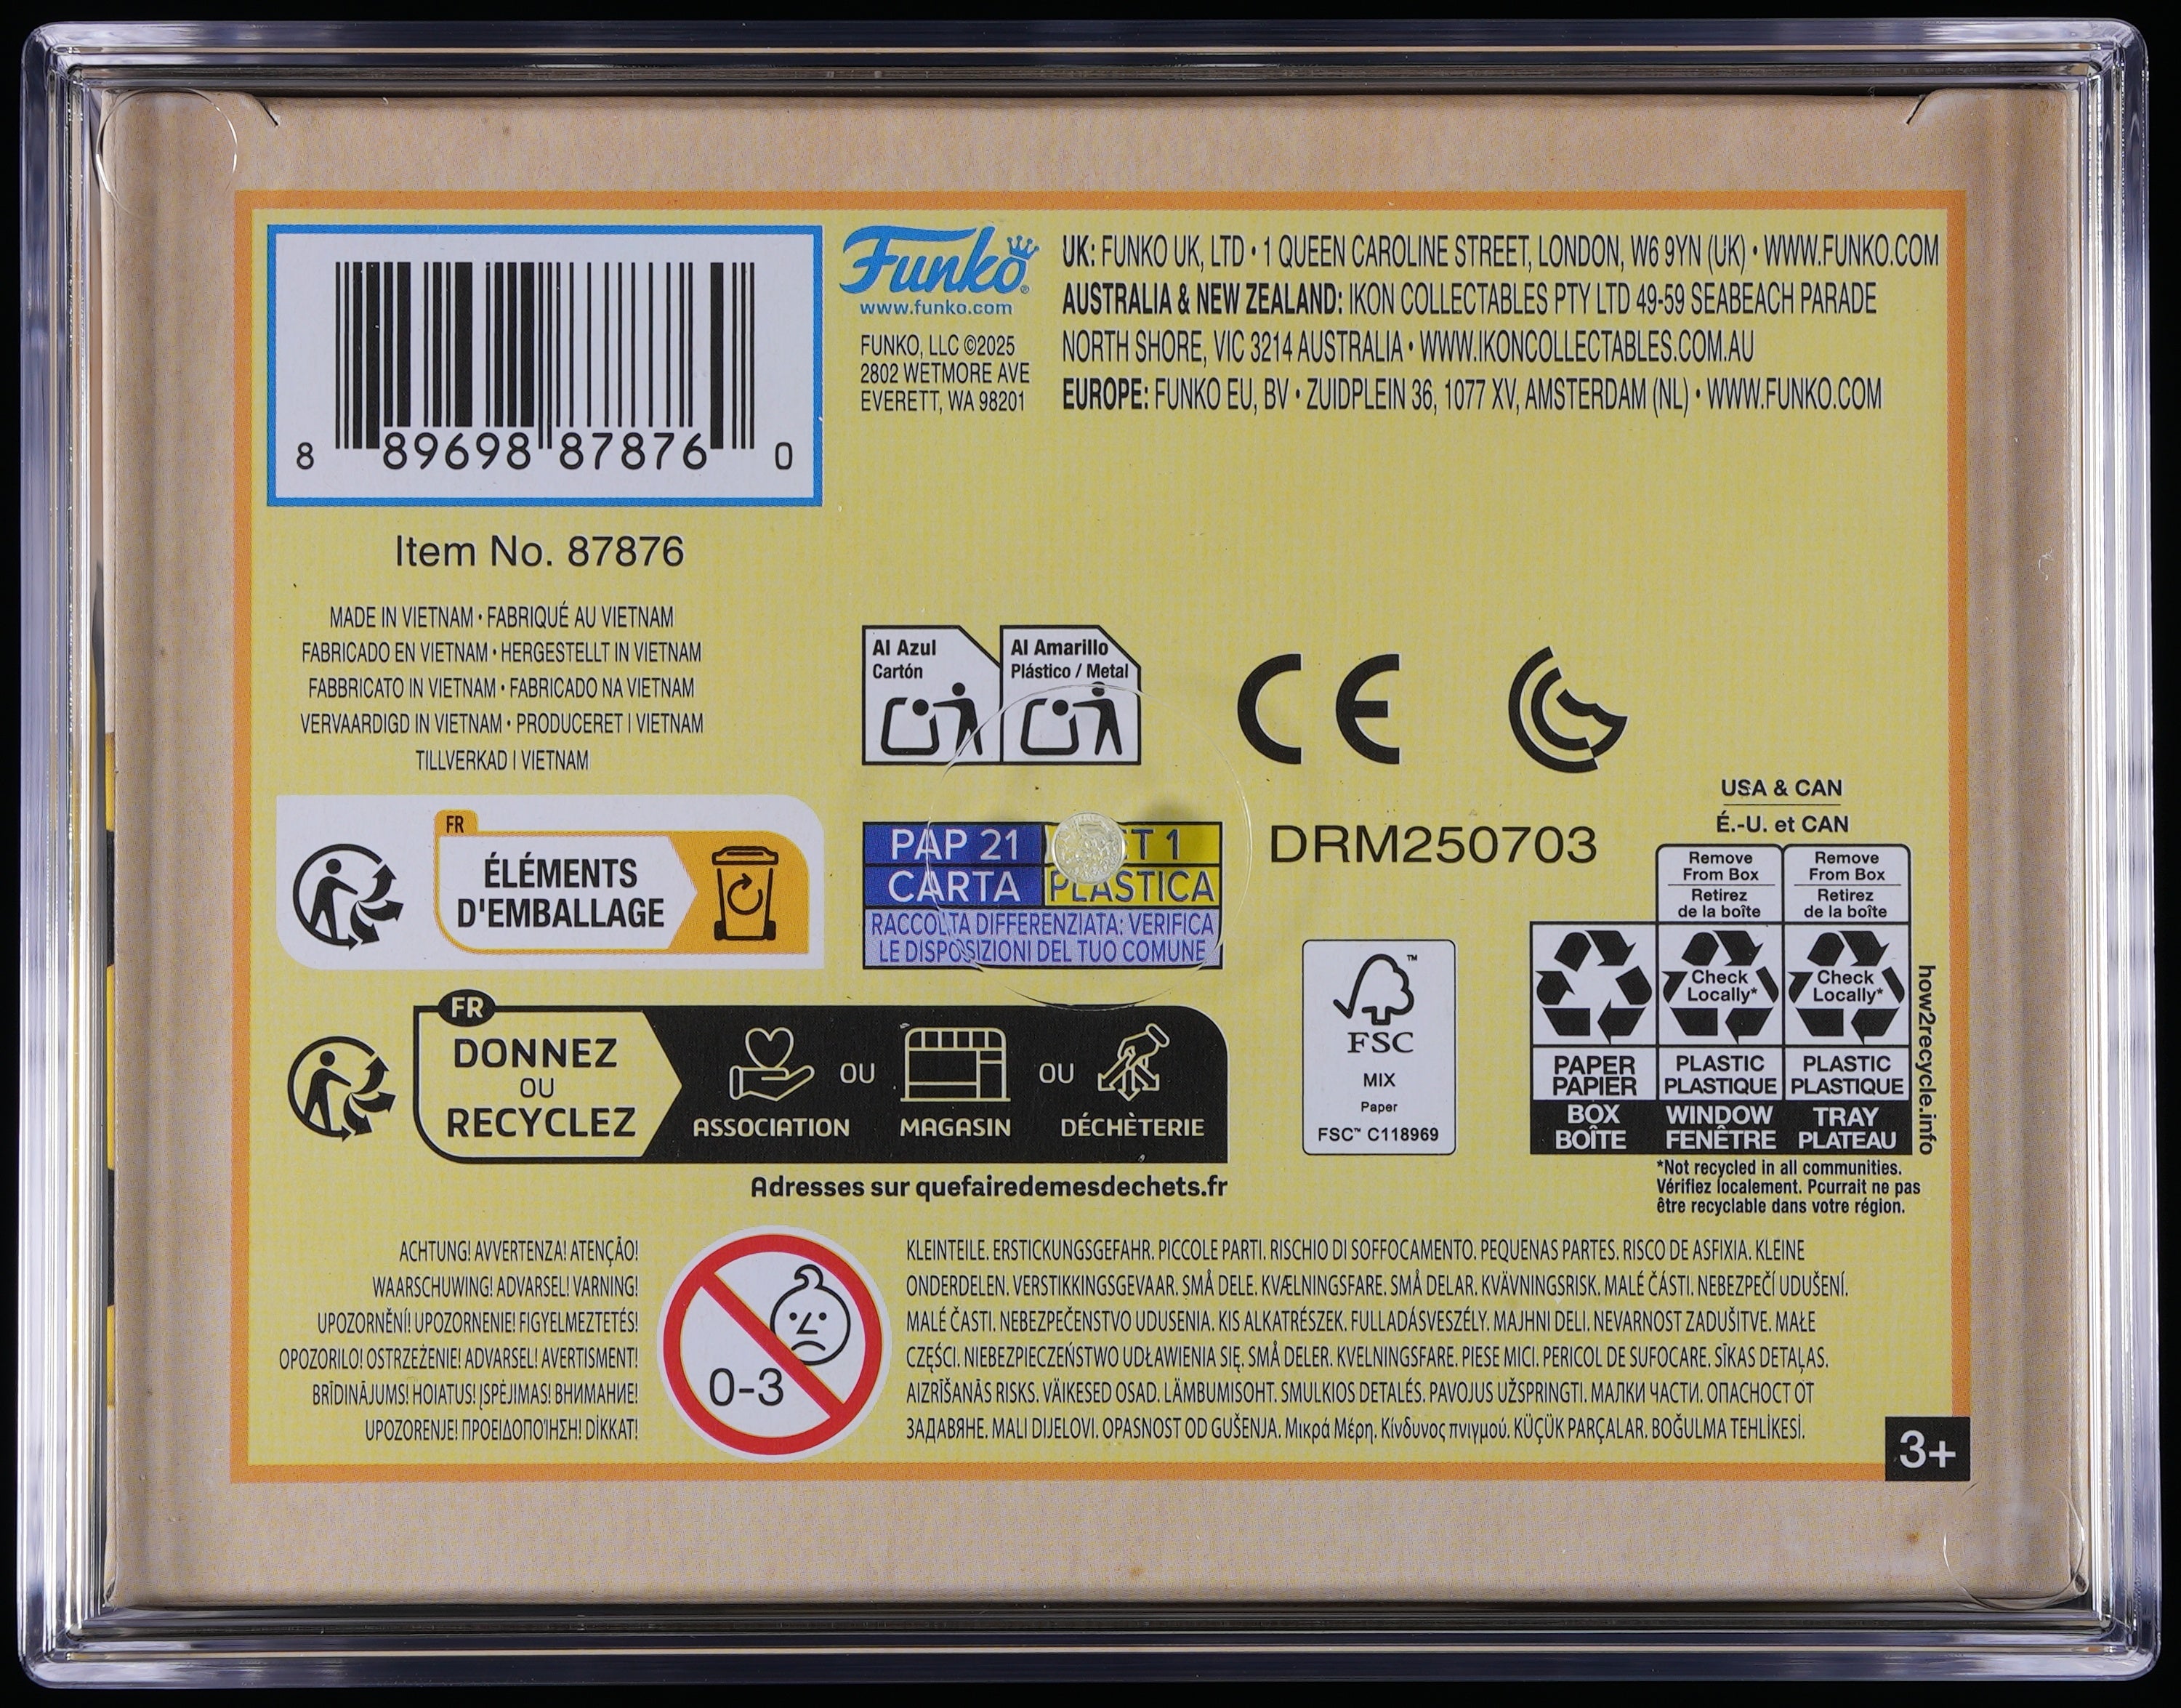 8 89698 87876 0
Item No. 87876
Funko®
www.funko.com
FUNKO, LLC ©2025
2802 WETMORE AVE
EVERETT, WA 98201
UK: FUNKO UK, LTD • 1 QUEEN CAROLINE STREET, LONDON, W6 9YN (UK) • WWW.FUNKO.COM
AUSTRALIA & NEW ZEALAND: IKON COLLECTABLES PTY LTD 49-59 SEABEACH PARADE
NORTH SHORE, VIC 3214 AUSTRALIA • WWW.IKONCOLLECTABLES.COM.AU
EUROPE: FUNKO EU, BV • ZUIDPLEIN 36, 1077 XV, AMSTERDAM (NL) • WWW.FUNKO.COM
MADE IN VIETNAM • FABRIQUÉ AU VIETNAM
FABRICADO EN VIETNAM • HERGESTELLT IN VIETNAM
FABBRICATO IN VIETNAM • FABRICADO NA VIETNAM
VERVAARDIGD IN VIETNAM • PRODUCERET I VIETNAM
TILLVERKAD I VIETNAM
Al Azul
Cartón
Al Amarillo
Plástico / Metal
CE
FR
ÉLÉMENTS
D'EMBALLAGE
PAP 21
CARTA
T 1
PLASTICA
RACCOLTA DIFFERENZIATA: VERIFICA
LE DISPOSIZIONI DEL TUO COMUNE
DRM250703
USA & CAN
É.-U. et CAN
Remove
From Box
Retirez
de la boîte
Remove
From Box
Retirez
de la boîte
Check
Locally*
Check
Locally*
PAPER
PAPIER
PLASTIC
PLASTIQUE
PLASTIC
PLASTIQUE
BOX
BOÎTE
WINDOW
FENÊTRE
TRAY
PLATEAU
how2recycle.info
*Not recycled in all communities.
Vérifiez localement. Pourrait ne pas
être recyclable dans votre région.
FSC
MIX
Paper
FSC™ C118969
FR
DONNEZ
OU
RECYCLEZ
ASSOCIATION
OU
MAGASIN
OU
DÉCHÈTERIE
Adresses sur quefairedemesdechets.fr
ACHTUNG! AVVERTENZA! ATENÇÃO!
WAARSCHUWING! ADVARSEL! VARNING!
UPOZORNĚNÍ! UPOZORNENIE! FIGYELMEZTETÉS!
OPOZORILO! OSTRZEŻENIE! ADVARSEL! AVERTISMENT!
BRĪDINĀJUMS! HOIATUS! ĮSPĖJIMAS! ВНИМАНИЕ!
UPOZORENJE! ΠΡΟΕΙΔΟΠΟΊΗΣΗ! DİKKAT!
0-3
KLEINTEILE. ERSTICKUNGSGEFAHR. PICCOLE PARTI. RISCHIO DI SOFFOCAMENTO. PEQUENAS PARTES. RISCO DE ASFIXIA. KLEINE
ONDERDELEN. VERSTIKKINGSGEVAAR. SMÅ DELE. KVÆLNINGSFARE. SMÅ DELAR. KVÄVNINGSRISK. MALÉ ČÁSTI. NEBEZPEČÍ UDUŠENÍ.
MALÉ ČASTI. NEBEZPEČENSTVO UDUSENIA. KIS ALKATRÉSZEK. FULLADÁSVESZÉLY. MAJHNI DELI. NEVARNOST ZADUŠITVE. MAŁE
CZĘŚCI. NIEBEZPIECZEŃSTWO UDŁAWIENIA SIĘ. SMÅ DELER. KVELNINGSFARE. PIESE MICI. PERICOL DE SUFOCARE. SĪKAS DETAĻAS.
AIZRĪŠANĀS RISKS. VÄIKESED OSAD. LÄMBUMISOHT. SMULKIOS DETALĖS. PAVOJUS UŽSPRINGTI. МАЛКИ ЧАСТИ. ОПАСНОСТ ОТ
ЗАДАВЯНЕ. MALI DIJELOVI. OPASNOST OD GUŠENJA. Μικρά Μέρη. Κίνδυνος πνιγμού. KÜÇÜK PARÇALAR. BOĞULMA TEHLİKESİ.
3+